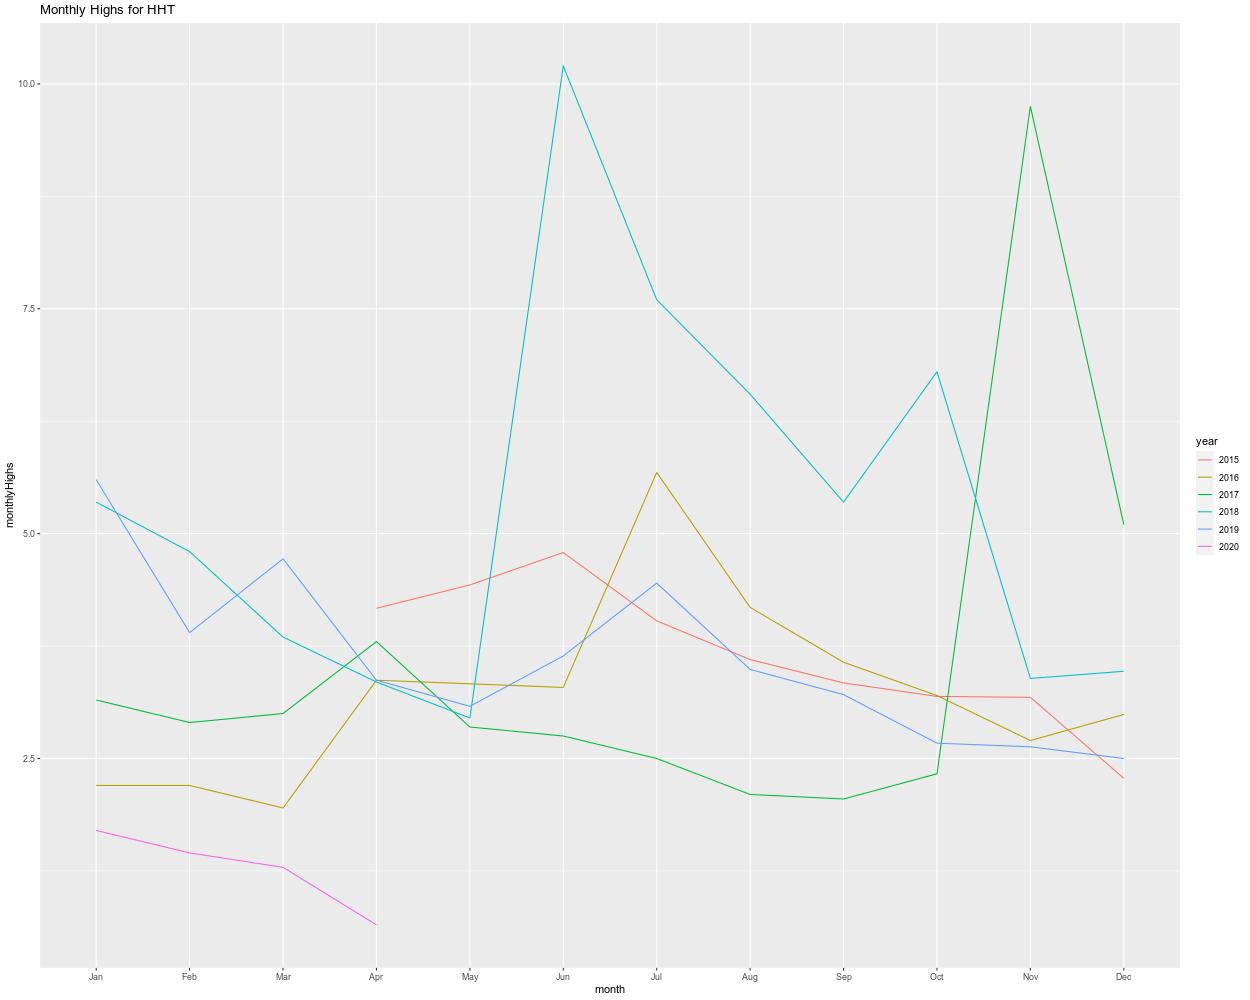 Monthly Highs for HHT
10.0
7.5
5.0
2.5
monthlyHighs
Jan Feb Mar Apr May Jun Jul Aug Sep Oct Nov Dec
month
year
2015
2016
2017
2018
2019
2020